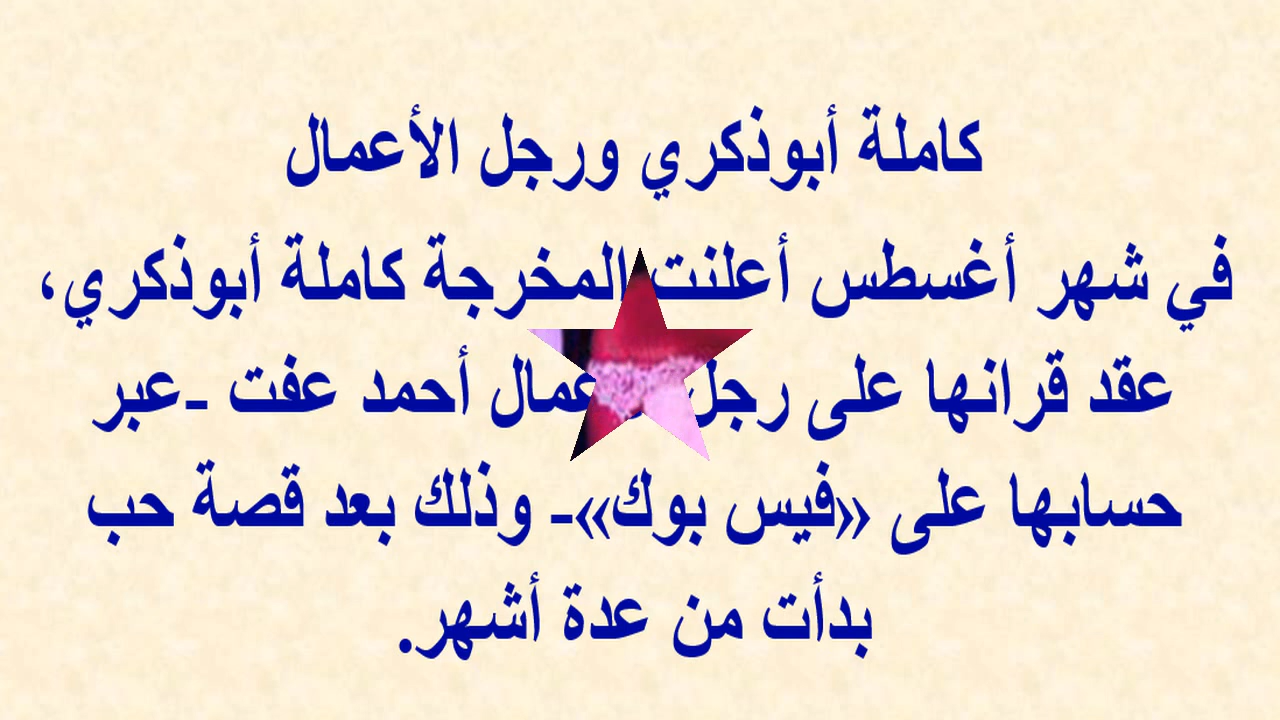 كاملة أبوذكري ورجل الأعمال
في شهر أغسطس أعلنت المخرجة كاملة أبوذكري،
عقد قرانها على رجل أحمد عفت -عبر
حسابها على «فيس بوك»- وذلك بعد قصة حب
بدأت من عدة أشهر.